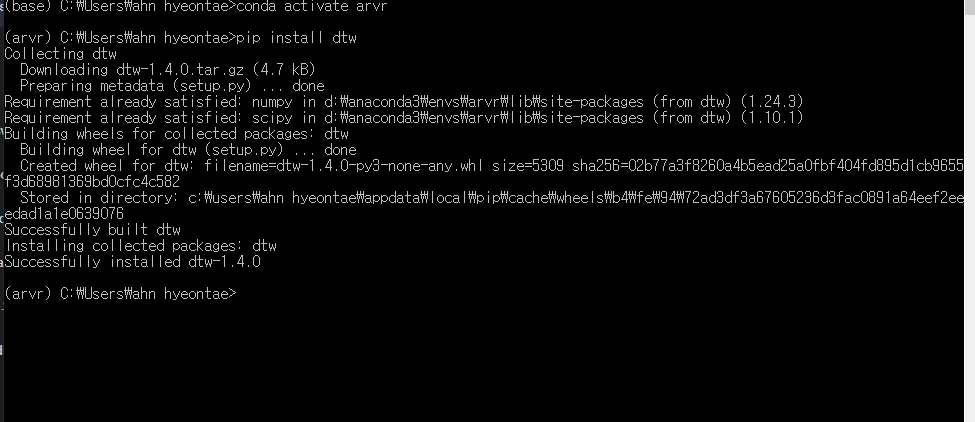 (base) C:₩Users₩ahn hyeontae>conda activate arvr
(arvr) C:₩Users₩ahn hyeontae>pip install dtw
Collecting dtw
  Downloading dtw-1.4.0.tar.gz (4.7 kB)
  Preparing metadata (setup.py) ... done
Requirement already satisfied: numpy in d:₩anaconda3₩envs₩arvr₩lib₩site-packages (from dtw) (1.24.3)
Requirement already satisfied: scipy in d:₩anaconda3₩envs₩arvr₩lib₩site-packages (from dtw) (1.10.1)
Building wheels for collected packages: dtw
  Building wheel for dtw (setup.py) ... done
  Created wheel for dtw: filename=dtw-1.4.0-py3-none-any.whl size=5309 sha256=02b77a3f8260a4b5ead25a0fbf404fd895d1cb9655
f3d68981369bd0cfc4c582
  Stored in directory: c:₩users₩ahn hyeontae₩appdata₩local₩pip₩cache₩wheels₩b4₩fe₩94₩72ad3df3a67605236d3fac0891a64eef2ee
edad1a1e0639076
Successfully built dtw
Installing collected packages: dtw
Successfully installed dtw-1.4.0
(arvr) C:₩Users₩ahn hyeontae>